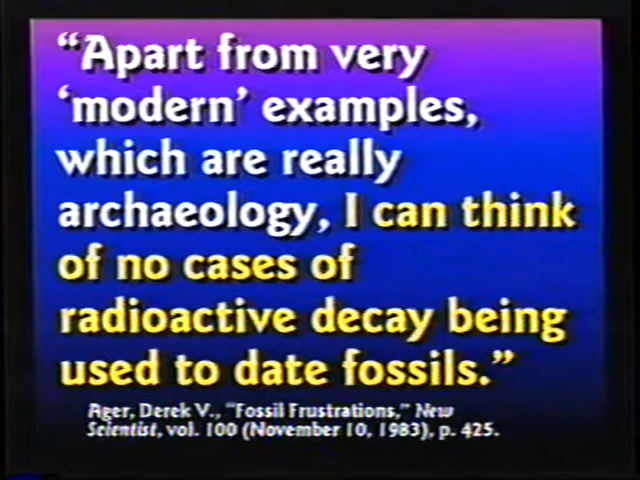 “Apart from very
‘modern’ examples,
which are really
archaeology, I can think
of no cases of
radioactive decay being
used to date fossils.”
Ager, Derek V., “Fossil Frustrations,” New
Scientist, vol. 100 (November 10, 1983), p. 425.